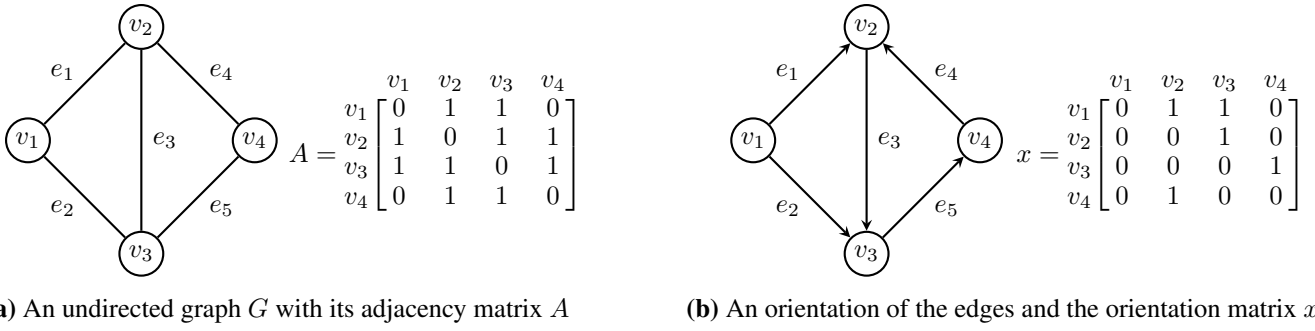 v₂
e₁
e₄
v₁
e₃
v₄
e₂
e₅
v₃
v₁ v₂ v₃ v₄
v₁ 0 1 1 0
v₂ 1 0 1 1
A =
v₃ 1 1 0 1
v₄ 0 1 1 0
) An undirected graph G with its adjacency matrix A
v₂
e₁
e₄
v₁
e₃
v₄
e₂
e₅
v₃
v₁ v₂ v₃ v₄
v₁ 0 1 1 0
v₂ 0 0 1 0
x =
v₃ 0 0 0 1
v₄ 0 1 0 0
(b) An orientation of the edges and the orientation matrix x